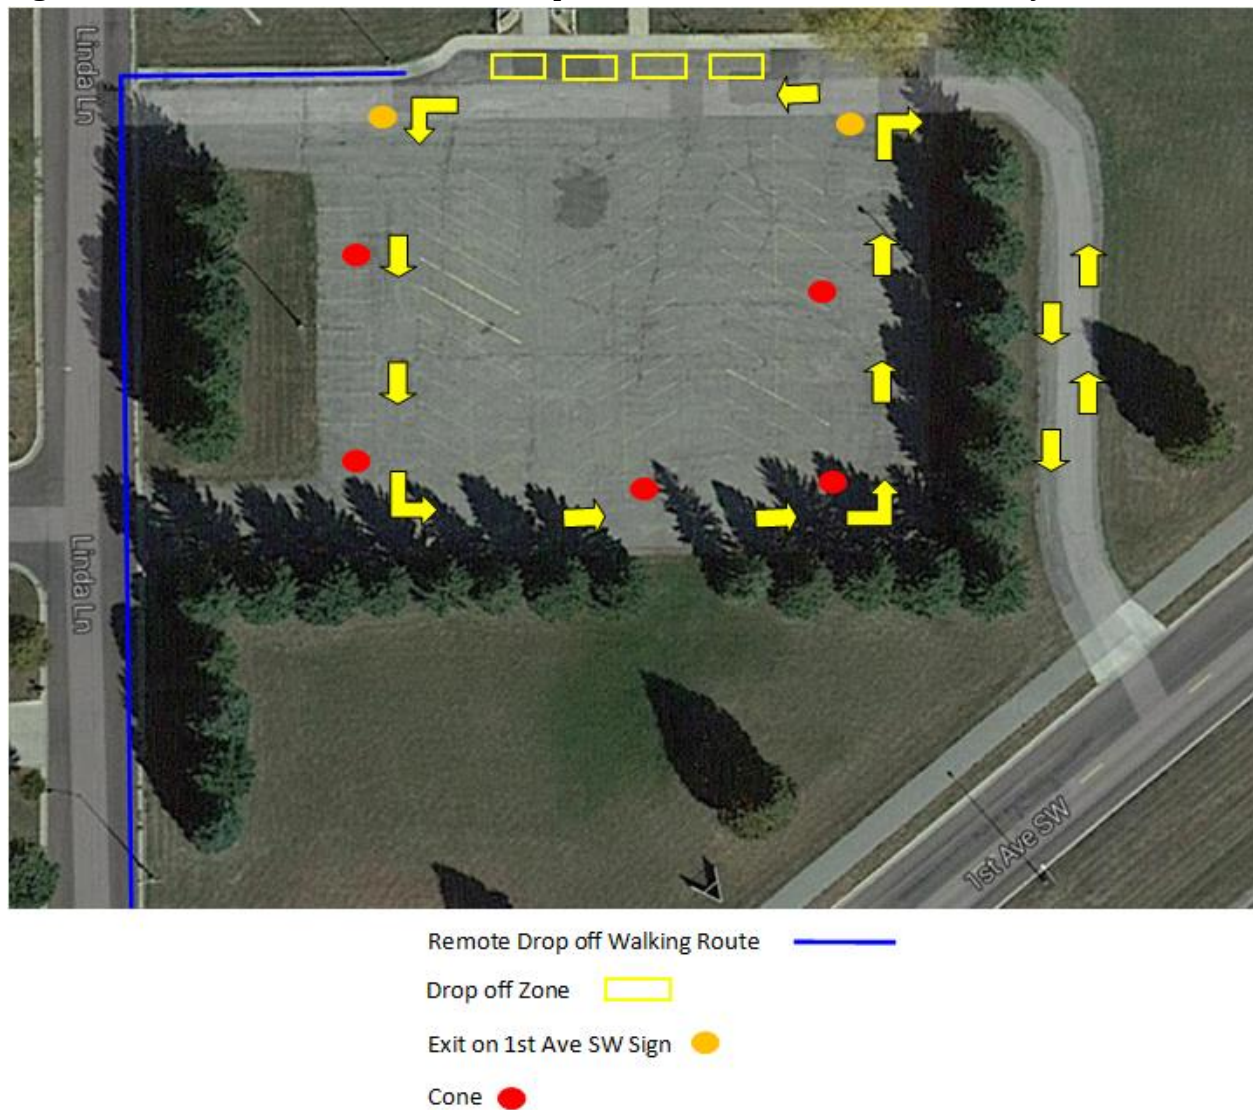 Linda Ln
Linda Ln
1st Ave SW
Remote Drop off Walking Route
Drop off Zone
Exit on 1st Ave SW Sign
Cone